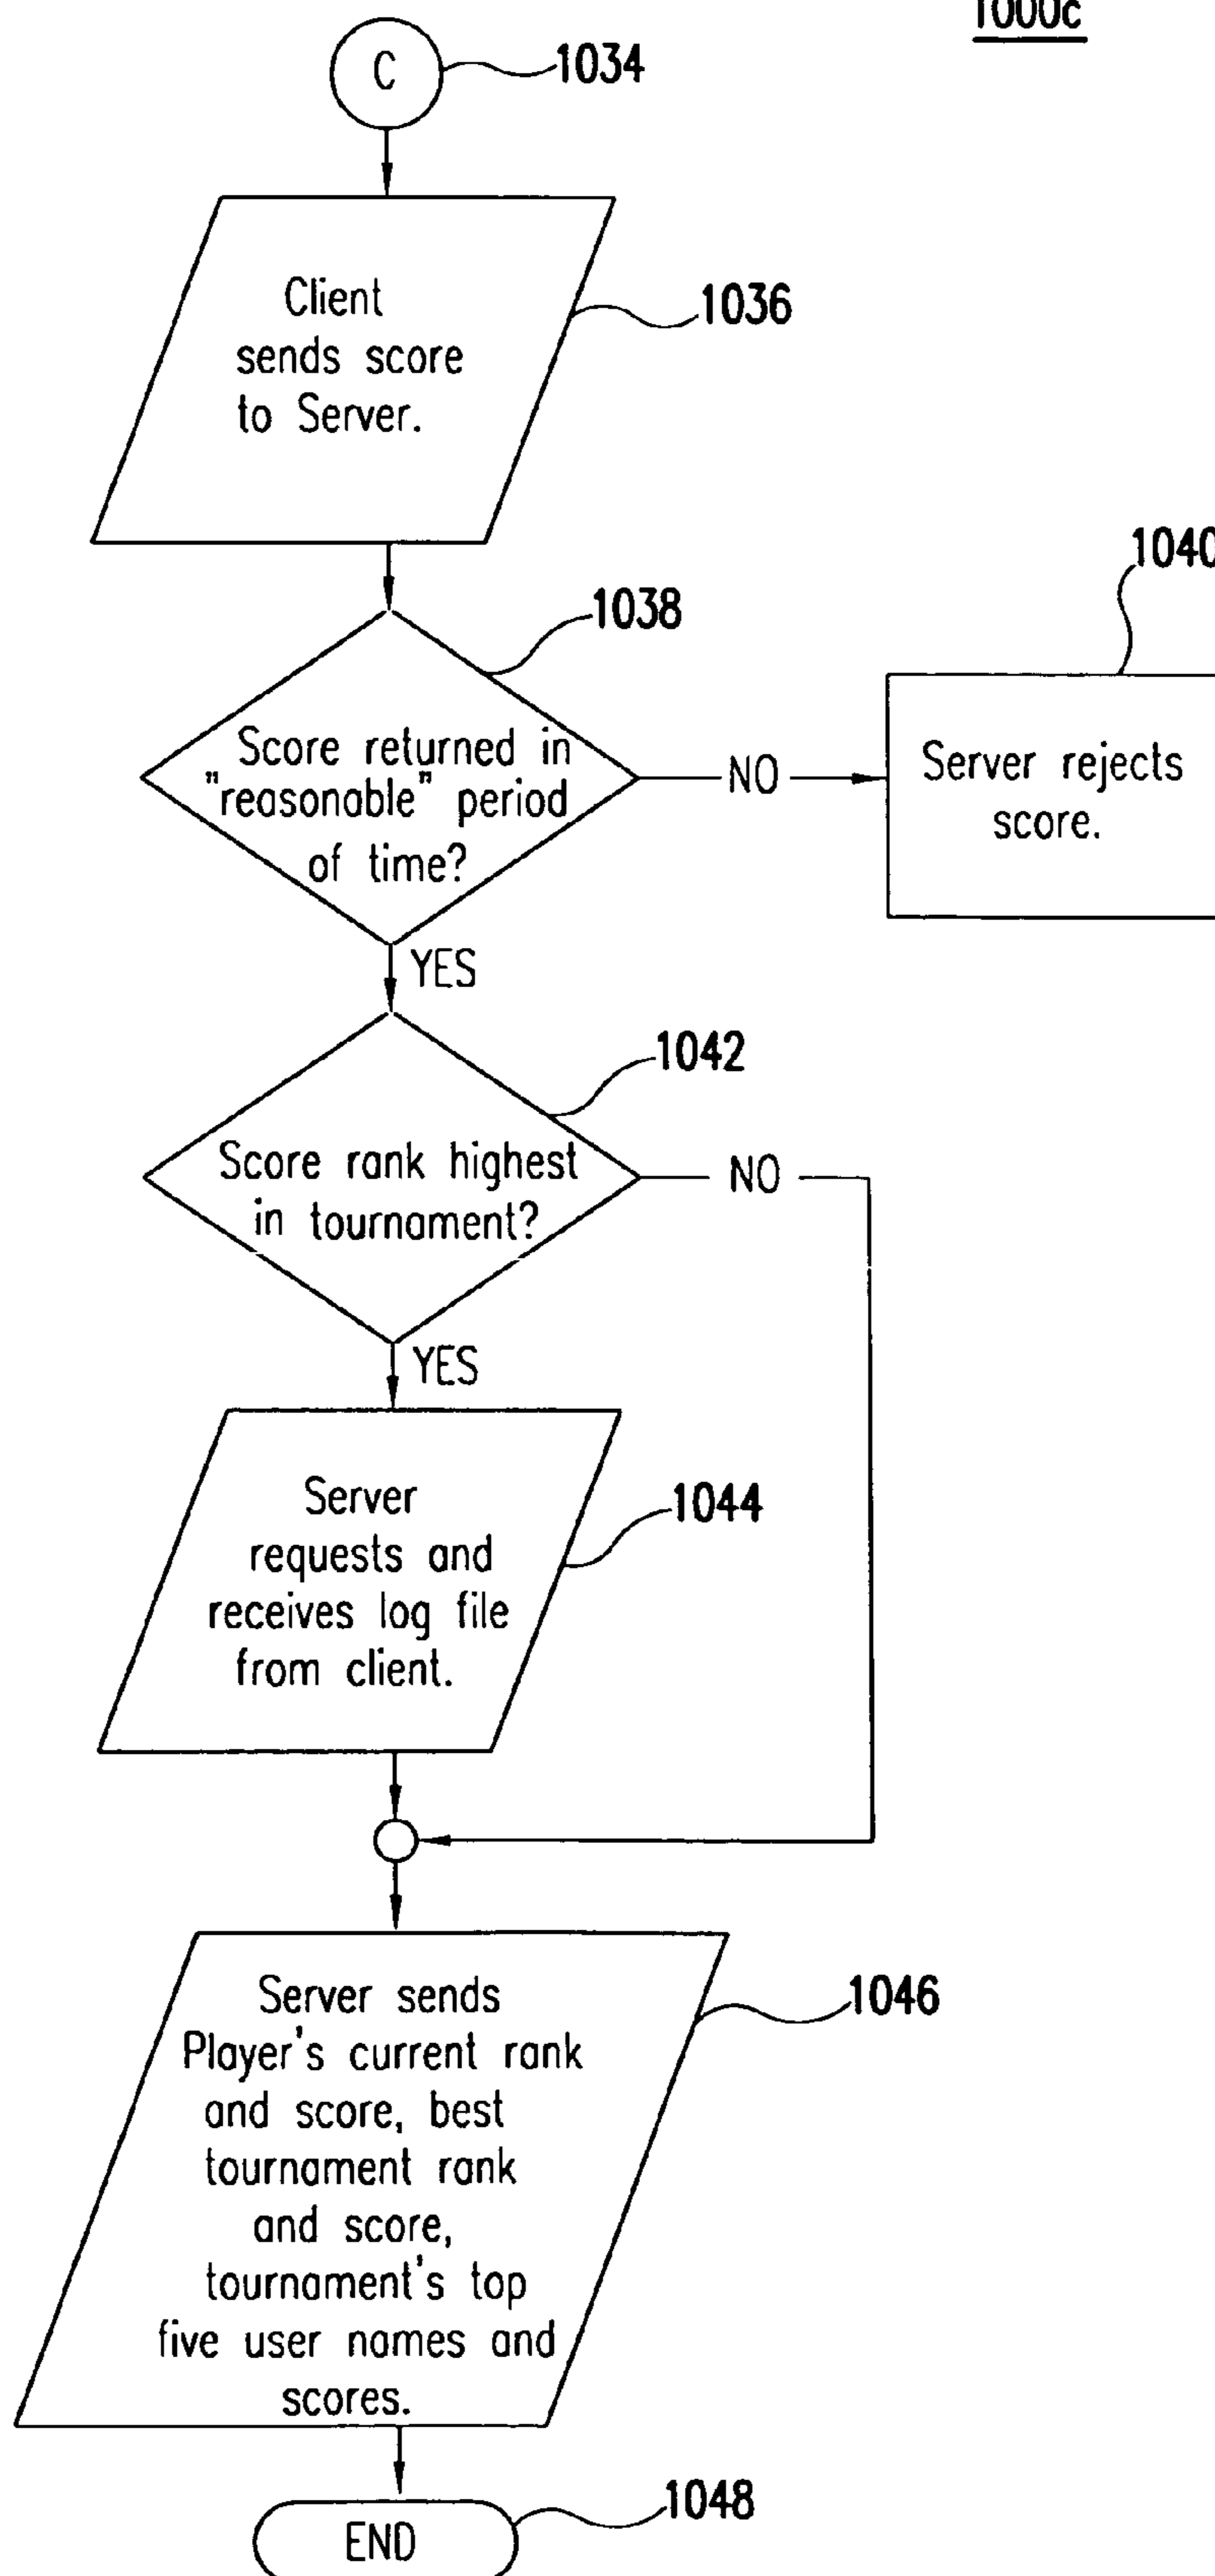 1000c
C
1034
Client
sends score
to Server.
1036
1038
1040
Score returned in
"reasonable" period
of time?
NO
Server rejects
score.
YES
1042
Score rank highest
in tournament?
NO
YES
Server
requests and
receives log file
from client.
1044
Server sends
Player's current rank
and score, best
tournament rank
and score,
tournament's top
five user names and
scores.
1046
END
1048